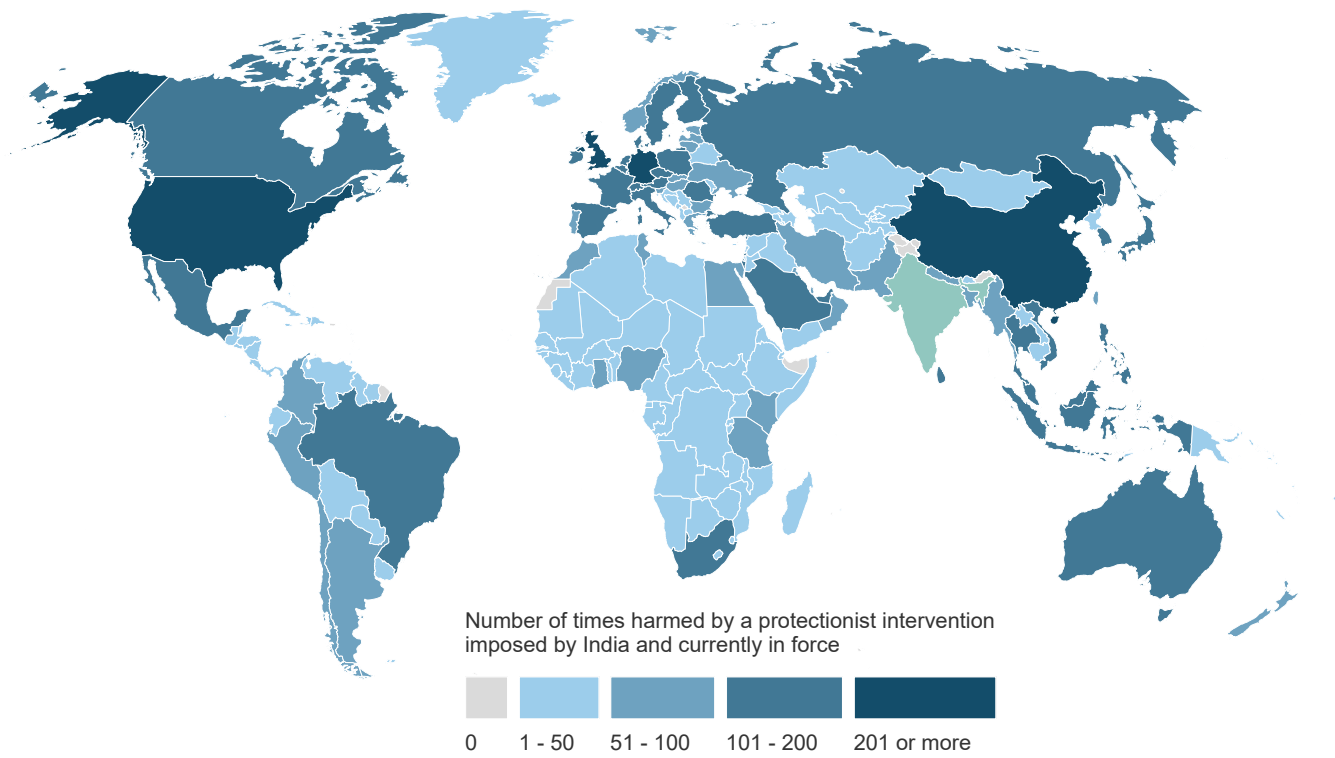 Number of times harmed by a protectionist intervention
imposed by India and currently in force
0
1 - 50
51 - 100
101 - 200
201 or more